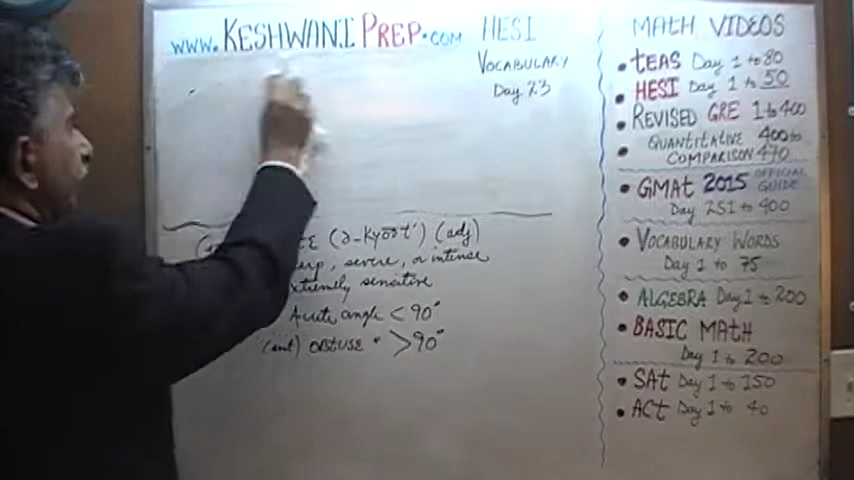 www.KESHWANIPREP.com
HESI
VOCABULARY
Day 23
(ə-kyōōt') (adj)
severe, or intense
extremely sensitive
Acute angle < 90°
(ant) OBTUSE " > 90°
MATH VIDEOS
• TEAS Day 1 to 80
• HESI Day 1 to 50
• REVISED GRE 1 to 400
• QUANTITATIVE 400 to
COMPARISON 470
• GMAT 2015 OFFICIAL GUIDE
Day 251 to 400
• VOCABULARY WORDS
Day 1 to 75
• ALGEBRA Day 1 to 200
• BASIC MATH
Day 1 to 200
• SAT Day 1 to 150
• ACT Day 1 to 40